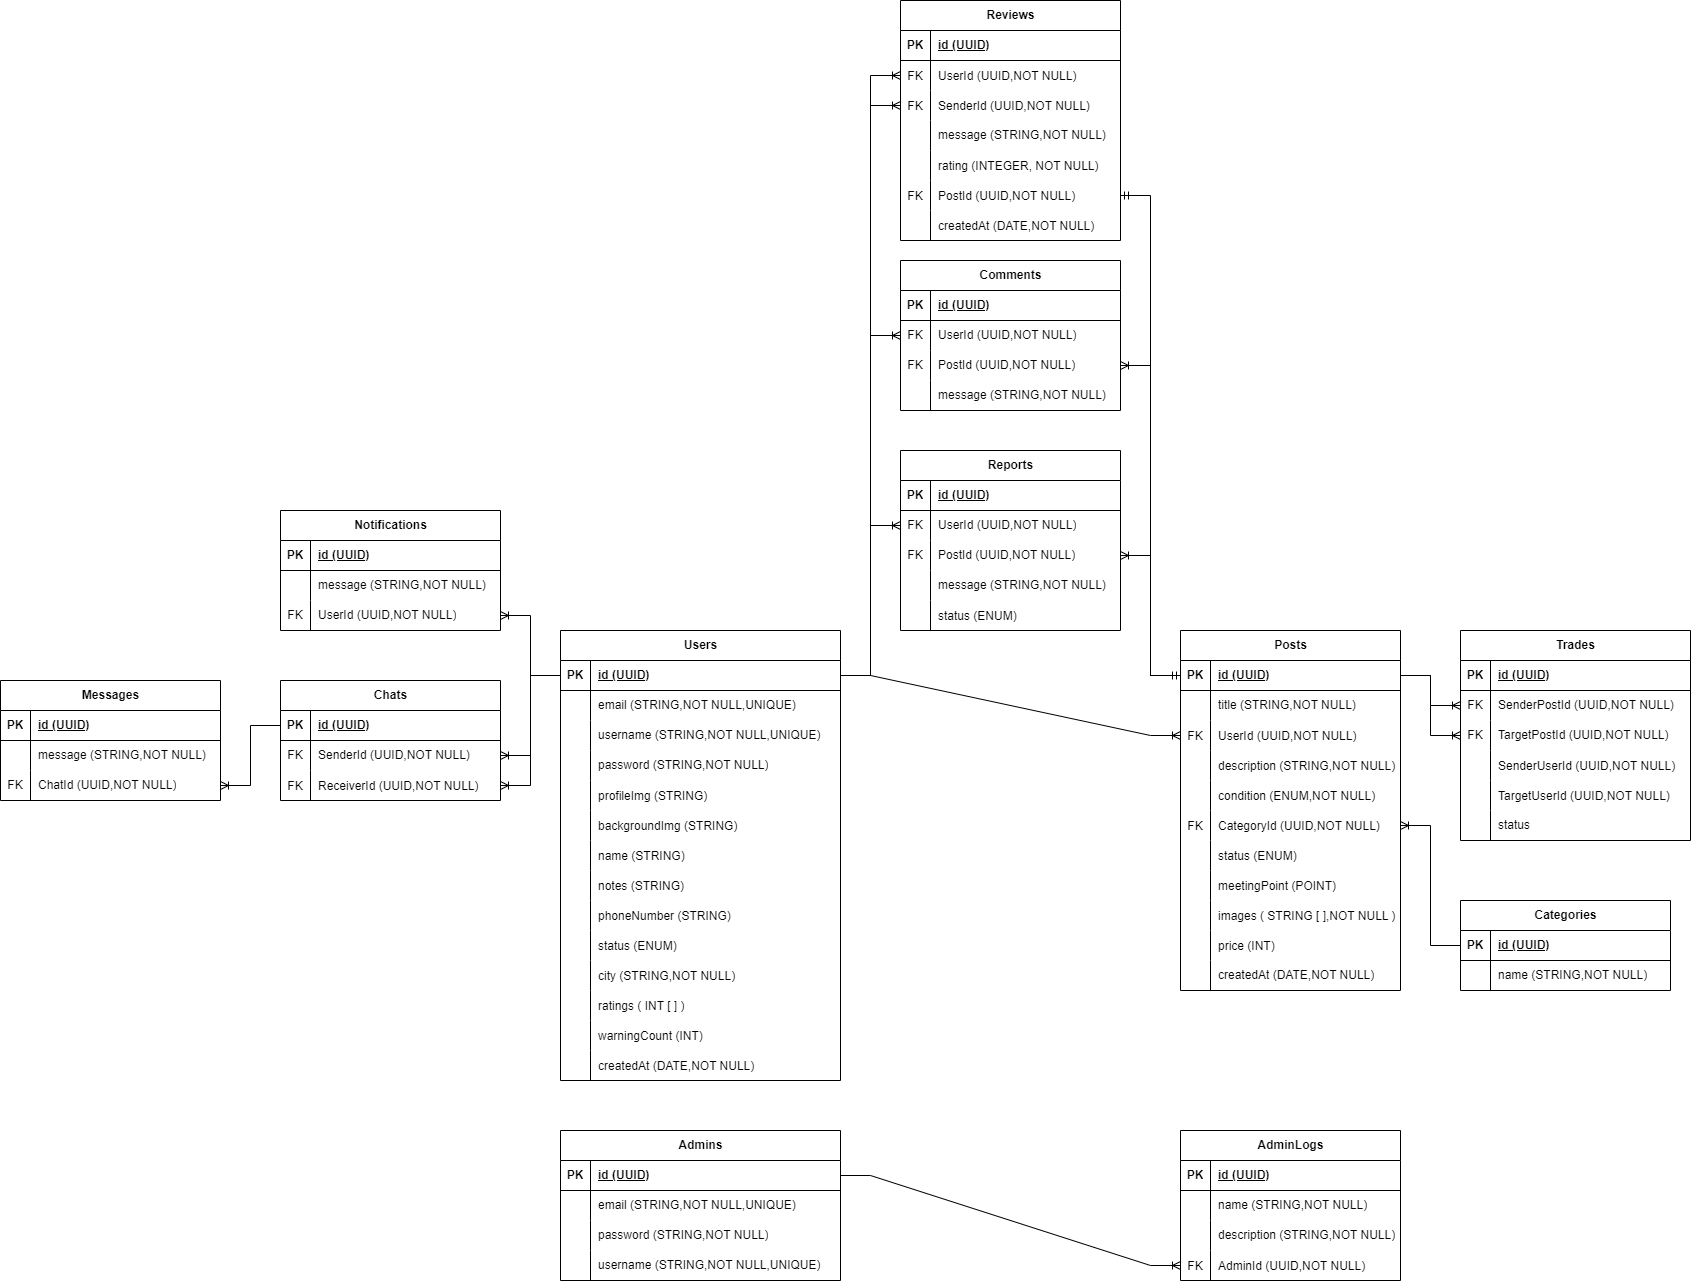 Reviews
PK id (UUID)
FK UserId (UUID,NOT NULL)
FK SenderId (UUID,NOT NULL)
message (STRING,NOT NULL)
rating (INTEGER, NOT NULL)
FK PostId (UUID,NOT NULL)
createdAt (DATE,NOT NULL)
Comments
PK id (UUID)
FK UserId (UUID,NOT NULL)
FK PostId (UUID,NOT NULL)
message (STRING,NOT NULL)
Reports
PK id (UUID)
FK UserId (UUID,NOT NULL)
FK PostId (UUID,NOT NULL)
message (STRING,NOT NULL)
status (ENUM)
Notifications
PK id (UUID)
message (STRING,NOT NULL)
FK UserId (UUID,NOT NULL)
Messages
PK id (UUID)
message (STRING,NOT NULL)
FK ChatId (UUID,NOT NULL)
Chats
PK id (UUID)
FK SenderId (UUID,NOT NULL)
FK ReceiverId (UUID,NOT NULL)
Users
PK id (UUID)
email (STRING,NOT NULL,UNIQUE)
username (STRING,NOT NULL,UNIQUE)
password (STRING,NOT NULL)
profileImg (STRING)
backgroundImg (STRING)
name (STRING)
notes (STRING)
phoneNumber (STRING)
status (ENUM)
city (STRING,NOT NULL)
ratings ( INT [ ] )
warningCount (INT)
createdAt (DATE,NOT NULL)
Posts
PK id (UUID)
title (STRING,NOT NULL)
FK UserId (UUID,NOT NULL)
description (STRING,NOT NULL)
condition (ENUM,NOT NULL)
FK CategoryId (UUID,NOT NULL)
status (ENUM)
meetingPoint (POINT)
images ( STRING [ ],NOT NULL )
price (INT)
createdAt (DATE,NOT NULL)
Trades
PK id (UUID)
FK SenderPostId (UUID,NOT NULL)
FK TargetPostId (UUID,NOT NULL)
SenderUserId (UUID,NOT NULL)
TargetUserId (UUID,NOT NULL)
status
Categories
PK id (UUID)
name (STRING,NOT NULL)
Admins
PK id (UUID)
email (STRING,NOT NULL,UNIQUE)
password (STRING,NOT NULL)
username (STRING,NOT NULL,UNIQUE)
AdminLogs
PK id (UUID)
name (STRING,NOT NULL)
description (STRING,NOT NULL)
FK AdminId (UUID,NOT NULL)